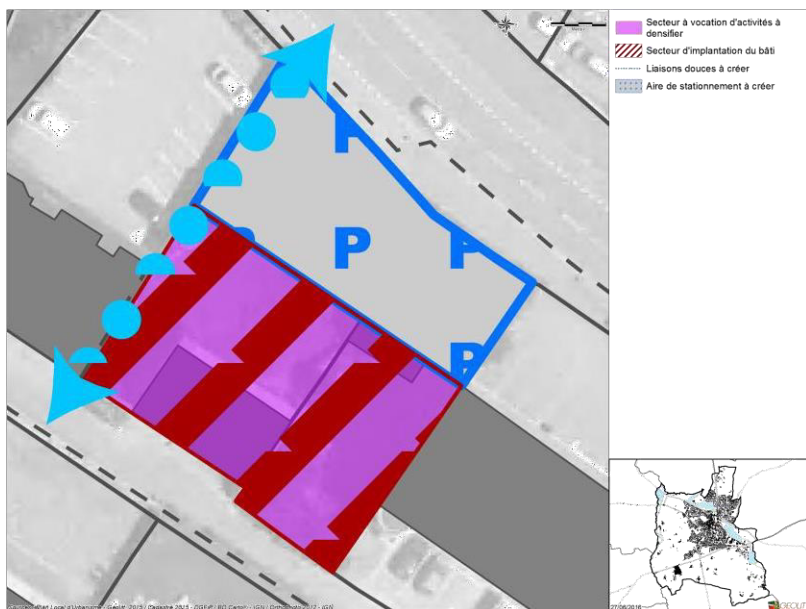 Secteur à vocation d'activités à
densifier
Secteur d'implantation du bâti
Liaisons douces à créer
Aire de stationnement à créer
P
P
P
P
27/06/2016